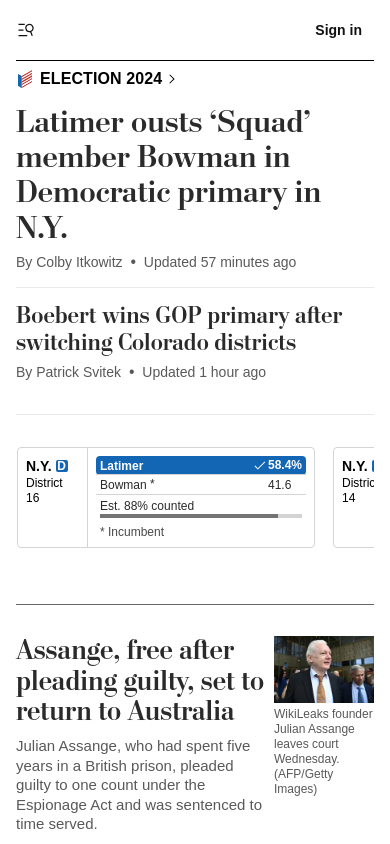 Sign in
ELECTION 2024
Latimer ousts ‘Squad’
member Bowman in
Democratic primary in
N.Y.
By Colby Itkowitz • Updated 57 minutes ago
Boebert wins GOP primary after
switching Colorado districts
By Patrick Svitek • Updated 1 hour ago
N.Y. D
District
16
Latimer 58.4%
Bowman * 41.6
Est. 88% counted
* Incumbent
N.Y.
14
Assange, free after
pleading guilty, set to
return to Australia
Julian Assange, who had spent five
years in a British prison, pleaded
guilty to one count under the
Espionage Act and was sentenced to
time served.
WikiLeaks founder
Julian Assange
leaves court
Wednesday.
(AFP/Getty
Images)